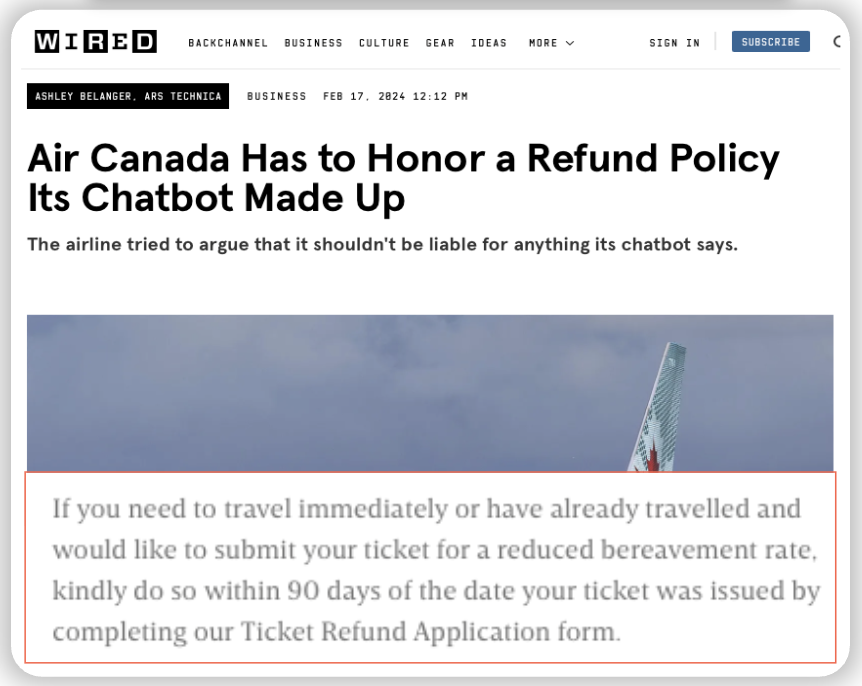 WIRED
BACKCHANNEL BUSINESS CULTURE GEAR IDEAS MORE SIGN IN SUBSCRIBE
ASHLEY BELANGER, ARS TECHNICA BUSINESS FEB 17, 2024 12:12 PM
Air Canada Has to Honor a Refund Policy
Its Chatbot Made Up
The airline tried to argue that it shouldn't be liable for anything its chatbot says.
If you need to travel immediately or have already travelled and
would like to submit your ticket for a reduced bereavement rate,
kindly do so within 90 days of the date your ticket was issued by
completing our Ticket Refund Application form.